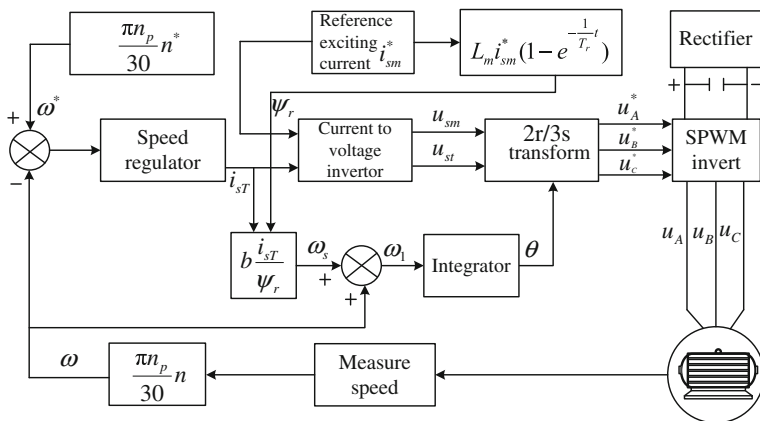 πn_p/30 n*
Reference
exciting
current i*_sm
L_m i*_sm (1 − e^(−(1/T_r)t))
Rectifier
+ −
+ ω*
ψ_r
Speed
regulator
i_sT
Current to
voltage
invertor
u_sm
u_st
2r/3s
transform
u*_A
u*_B
u*_C
SPWM
invert
−
b i_sT/ψ_r
ω_s
+
+
ω_1
Integrator
θ
u_A u_B u_C
ω
πn_p/30 n
Measure
speed